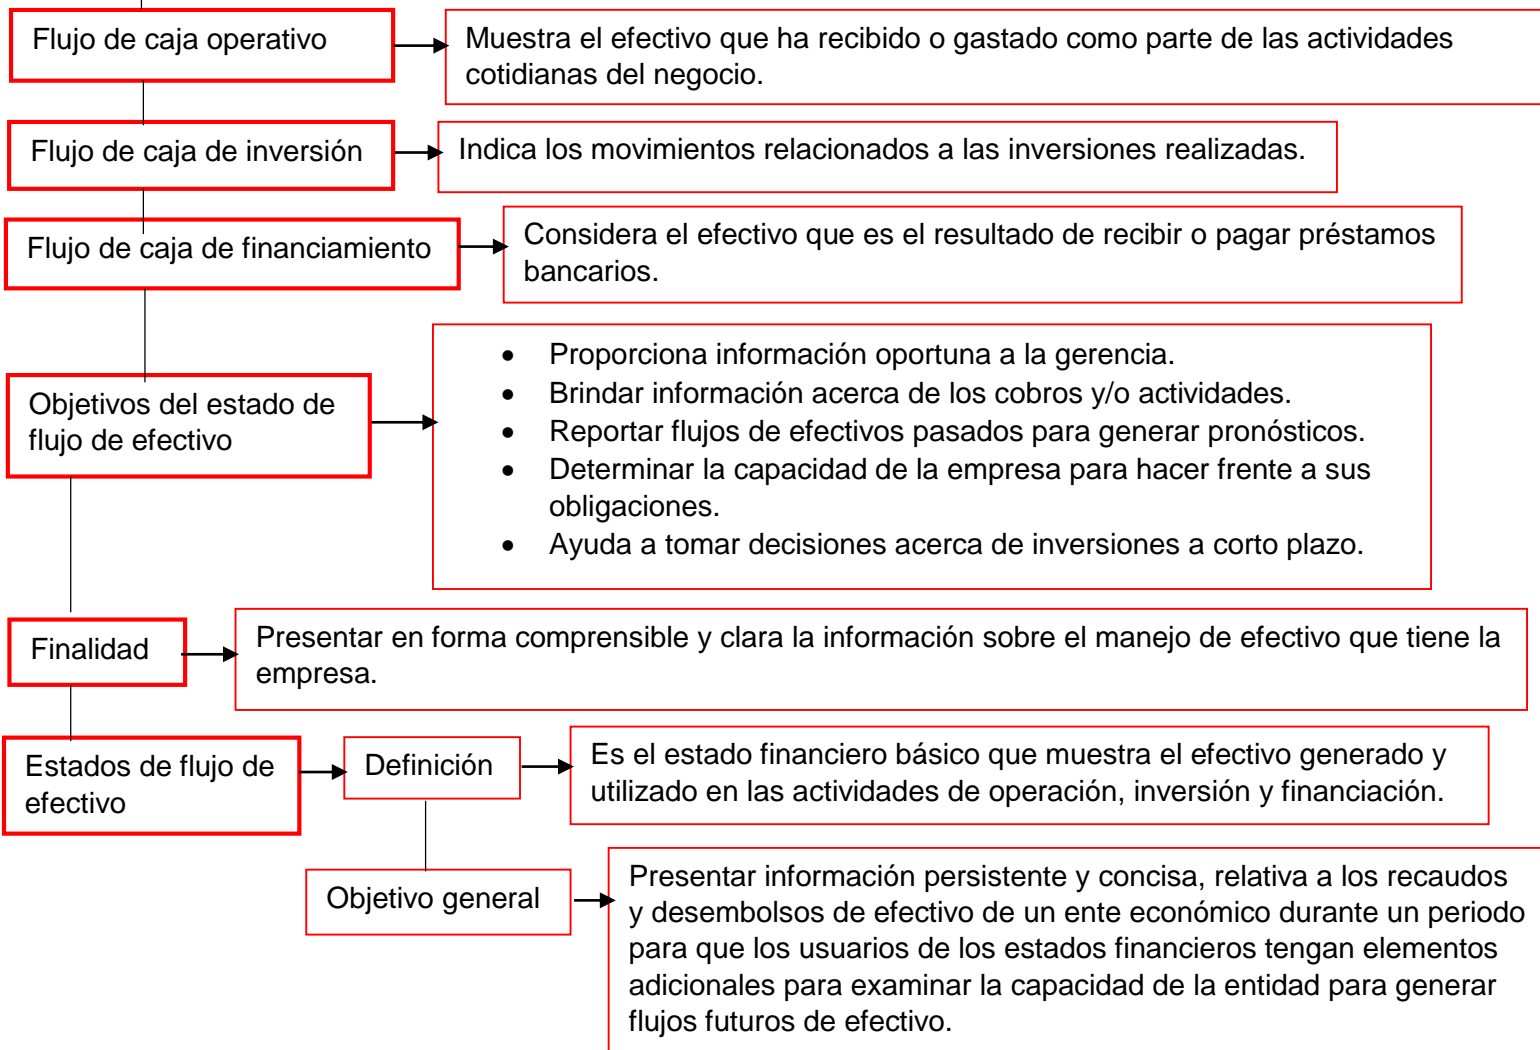 Flujo de caja operativo
Muestra el efectivo que ha recibido o gastado como parte de las actividades
cotidianas del negocio.
Flujo de caja de inversión
Indica los movimientos relacionados a las inversiones realizadas.
Flujo de caja de financiamiento
Considera el efectivo que es el resultado de recibir o pagar préstamos
bancarios.
Objetivos del estado de
flujo de efectivo
• Proporciona información oportuna a la gerencia.
• Brindar información acerca de los cobros y/o actividades.
• Reportar flujos de efectivos pasados para generar pronósticos.
• Determinar la capacidad de la empresa para hacer frente a sus
obligaciones.
• Ayuda a tomar decisiones acerca de inversiones a corto plazo.
Finalidad
Presentar en forma comprensible y clara la información sobre el manejo de efectivo que tiene la
empresa.
Estados de flujo de
efectivo
Definición
Es el estado financiero básico que muestra el efectivo generado y
utilizado en las actividades de operación, inversión y financiación.
Objetivo general
Presentar información persistente y concisa, relativa a los recaudos
y desembolsos de efectivo de un ente económico durante un periodo
para que los usuarios de los estados financieros tengan elementos
adicionales para examinar la capacidad de la entidad para generar
flujos futuros de efectivo.